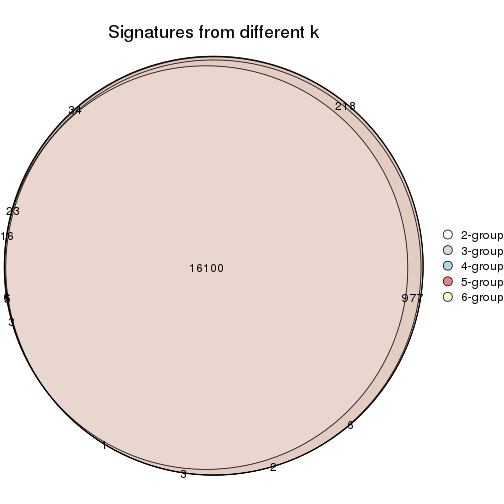 Signatures from different k
34
218
23
16
16100
2-group
3-group
4-group
5-group
6-group
977
3
6
1
2
3